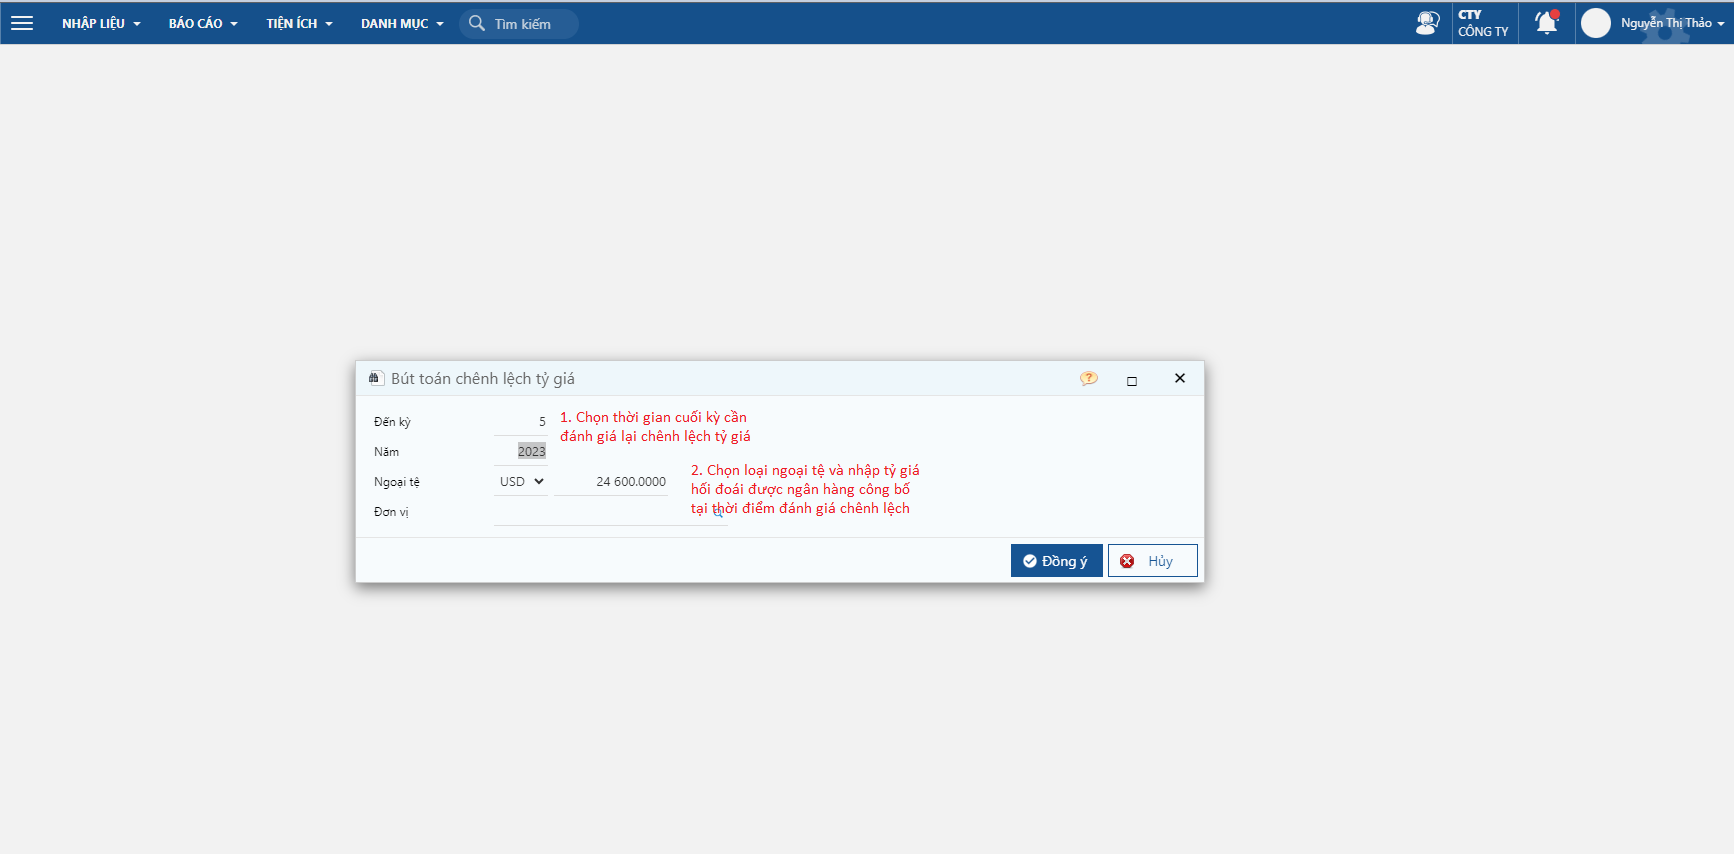 NHẬP LIỆU BÁO CÁO TIỆN ÍCH DANH MỤC Tìm kiếm CTY Nguyễn Thị Thảo
CÔNG TY
Bút toán chênh lệch tỷ giá ?
Đến kỳ 5 1. Chọn thời gian cuối kỳ cần
đánh giá lại chênh lệch tỷ giá
Năm 2023
2. Chọn loại ngoại tệ và nhập tỷ giá
Ngoại tệ USD 24 600.0000 hối đoái được ngân hàng công bố
Đơn vị tại thời điểm đánh giá chênh lệch
Đồng ý Hủy